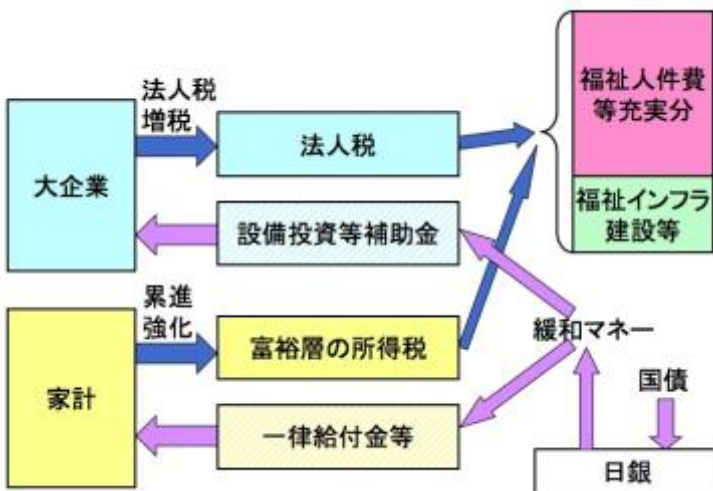 法人税
増税
大企業
法人税
設備投資等補助金
福祉人件費
等充実分
福祉インフラ
建設等
累進
強化
家計
富裕層の所得税
一律給付金等
緩和マネー
国債
日銀